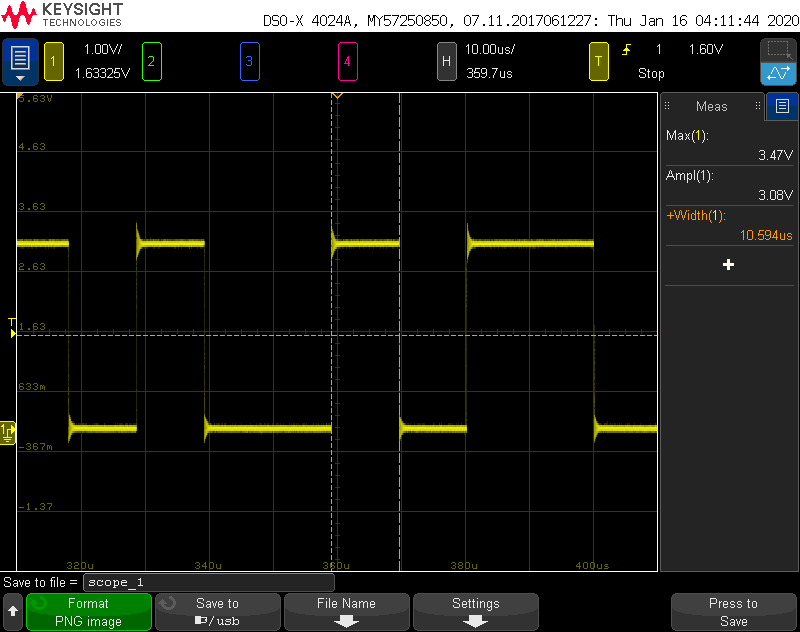 KEYSIGHT
TECHNOLOGIES
DSO-X 4024A, MY57250850, 07.11.2017061227: Thu Jan 16 04:11:44 2020
1 1.00V/ 1.63325V
2
3
4
H 10.00us/ 359.7us
T 1 1.60V
Stop
5.63V
4.63
3.63
2.63
T
1.63
633m
1
-367m
-1.37
320u 340u 360u 380u 400us
Meas
Max(1):
3.47V
Ampl(1):
3.08V
+Width(1):
10.594us
Save to file = scope_1
Format
PNG image
Save to
/usb
File Name
Settings
Press to
Save